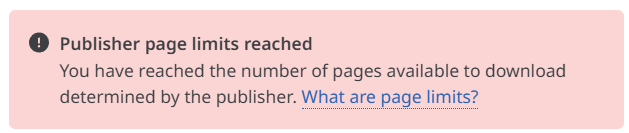 Publisher page limits reached
You have reached the number of pages available to download
determined by the publisher. What are page limits?